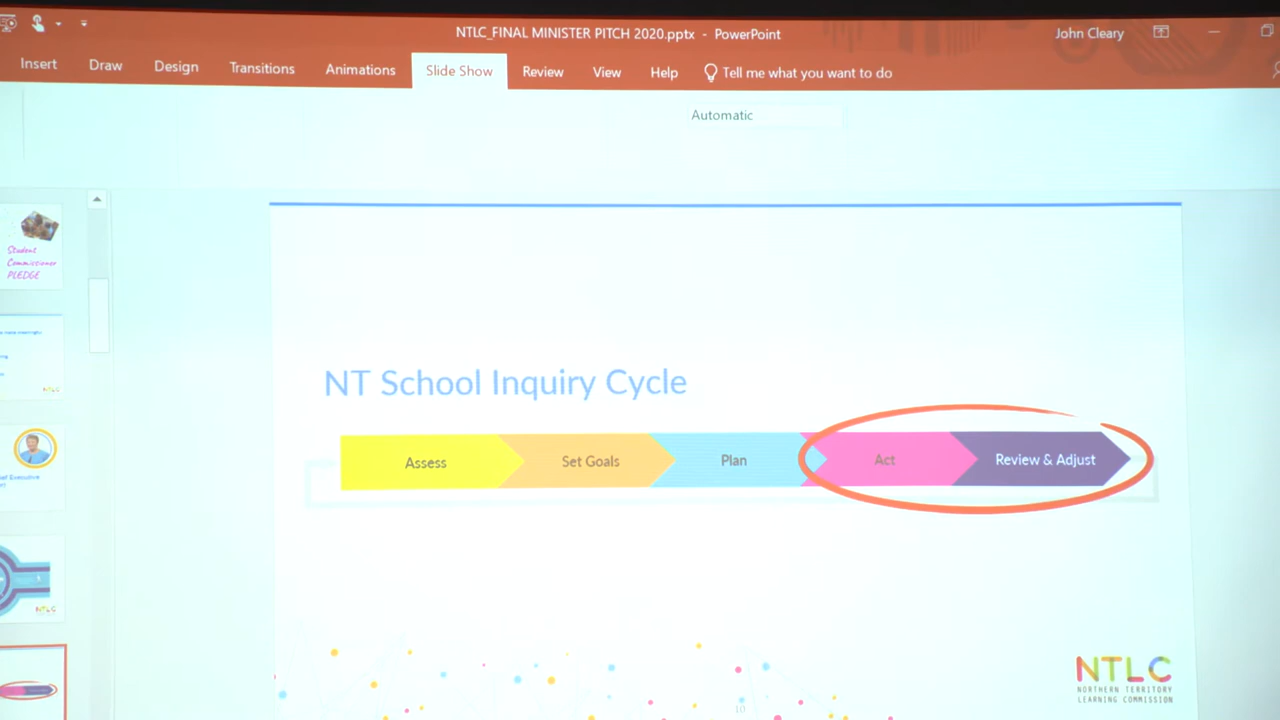 NTLC_FINAL MINISTER PITCH 2020.pptx - PowerPoint
John Cleary
Insert Draw Design Transitions Animations Slide Show Review View Help Tell me what you want to do
Automatic
Student
Commissioner
PLEDGE
NT School Inquiry Cycle
Assess Set Goals Plan Act Review & Adjust
NTLC
NORTHERN TERRITORY
LEARNING COMMISSION
10